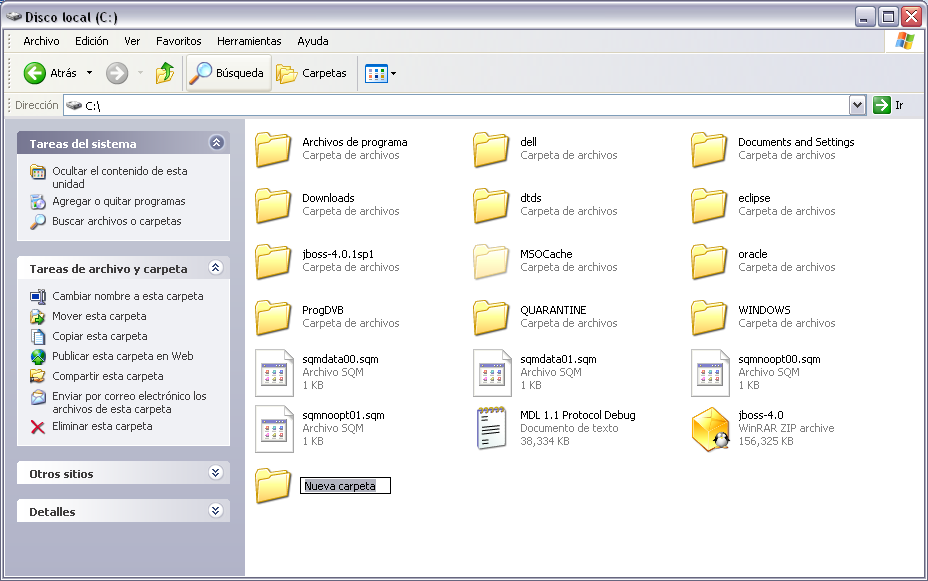 Disco local (C:)
Archivo Edición Ver Favoritos Herramientas Ayuda
Atrás Búsqueda Carpetas
Dirección C:\ Ir
Tareas del sistema
Ocultar el contenido de esta
unidad
Agregar o quitar programas
Buscar archivos o carpetas
Tareas de archivo y carpeta
Cambiar nombre a esta carpeta
Mover esta carpeta
Copiar esta carpeta
Publicar esta carpeta en Web
Compartir esta carpeta
Enviar por correo electrónico los
archivos de esta carpeta
Eliminar esta carpeta
Otros sitios
Detalles
Archivos de programa
Carpeta de archivos
dell
Carpeta de archivos
Documents and Settings
Carpeta de archivos
Downloads
Carpeta de archivos
dtds
Carpeta de archivos
eclipse
Carpeta de archivos
jboss-4.0.1sp1
Carpeta de archivos
MSOCache
Carpeta de archivos
oracle
Carpeta de archivos
ProgDVB
Carpeta de archivos
QUARANTINE
Carpeta de archivos
WINDOWS
Carpeta de archivos
sqmdata00.sqm
Archivo SQM
1 KB
sqmdata01.sqm
Archivo SQM
1 KB
sqmnoopt00.sqm
Archivo SQM
1 KB
sqmnoopt01.sqm
Archivo SQM
1 KB
MDL 1.1 Protocol Debug
Documento de texto
38,334 KB
jboss-4.0
WinRAR ZIP archive
156,325 KB
Nueva carpeta